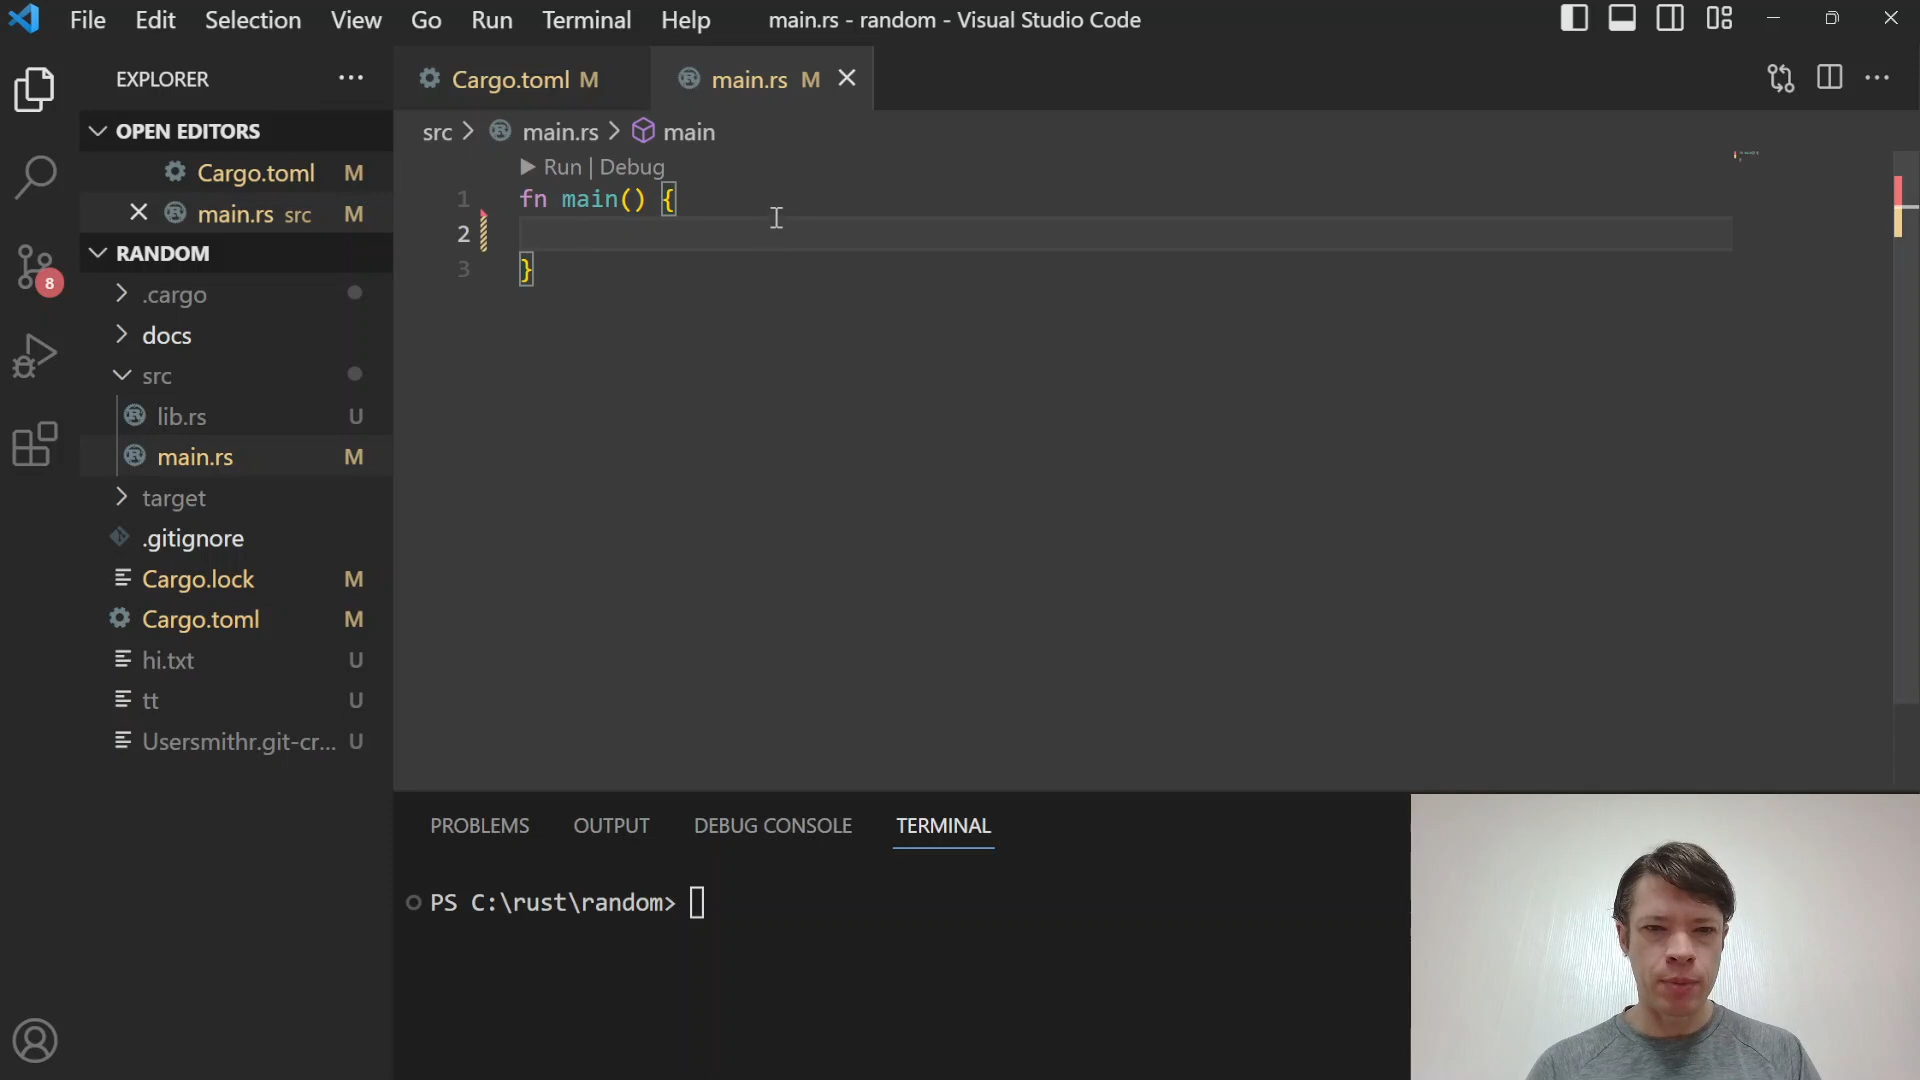 File Edit Selection View Go Run Terminal Help main.rs - random - Visual Studio Code
EXPLORER
OPEN EDITORS
Cargo.toml M
main.rs src M
RANDOM
.cargo
docs
src
lib.rs U
main.rs M
target
.gitignore
Cargo.lock M
Cargo.toml M
hi.txt U
tt U
Usersmithr.git-cr... U
8
Cargo.toml M
main.rs M
src > main.rs > main
Run | Debug
1 fn main() {
2
3 }
PROBLEMS OUTPUT DEBUG CONSOLE TERMINAL
PS C:\rust\random>